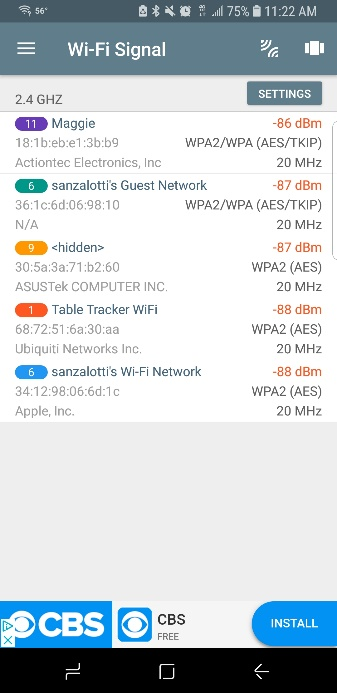 56° 75% 11:22 AM
Wi-Fi Signal
2.4 GHZ SETTINGS
11 Maggie -86 dBm
18:1b:eb:e1:3b:b9 WPA2/WPA (AES/TKIP)
Actiontec Electronics, Inc 20 MHz
6 sanzalotti's Guest Network -87 dBm
36:1c:6d:06:98:10 WPA2/WPA (AES/TKIP)
N/A 20 MHz
9 <hidden> -87 dBm
30:5a:3a:71:b2:60 WPA2 (AES)
ASUSTek COMPUTER INC. 20 MHz
1 Table Tracker WiFi -88 dBm
68:72:51:6a:30:aa WPA2 (AES)
Ubiquiti Networks Inc. 20 MHz
6 sanzalotti's Wi-Fi Network -88 dBm
34:12:98:06:6d:1c WPA2 (AES)
Apple, Inc. 20 MHz
CBS CBS INSTALL
FREE